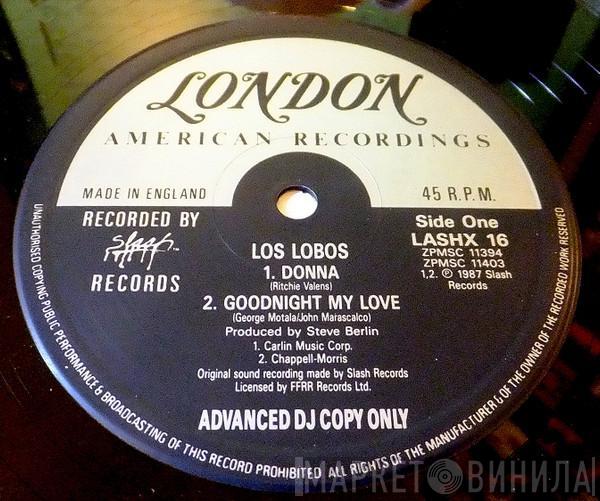 LONDON
AMERICAN RECORDINGS
MADE IN ENGLAND
45 R.P.M.
RECORDED BY
slash™
RECORDS
Side One
LASHX 16
ZPMSC 11394
ZPMSC 11403
1,2. ℗ 1987 Slash
Records
LOS LOBOS
1. DONNA
(Ritchie Valens)
2. GOODNIGHT MY LOVE
(George Motala/John Marascalco)
Produced by Steve Berlin
1. Carlin Music Corp.
2. Chappell-Morris
Original sound recording made by Slash Records
Licensed by FFRR Records Ltd.
ADVANCED DJ COPY ONLY
UNAUTHORISED COPYING PUBLIC PERFORMANCE & BROADCASTING OF THIS RECORD PROHIBITED ALL RIGHTS OF THE MANUFACTURER & OF THE OWNER OF THE RECORDED WORK RESERVED
МАРКЕТ ВИНИЛА